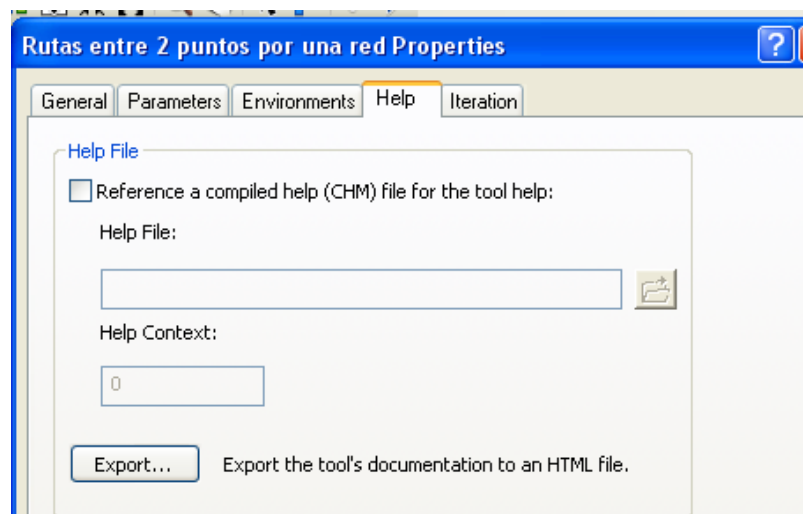 Rutas entre 2 puntos por una red Properties
General Parameters Environments Help Iteration
Help File
Reference a compiled help (CHM) file for the tool help:
Help File:
Help Context:
0
Export... Export the tool's documentation to an HTML file.